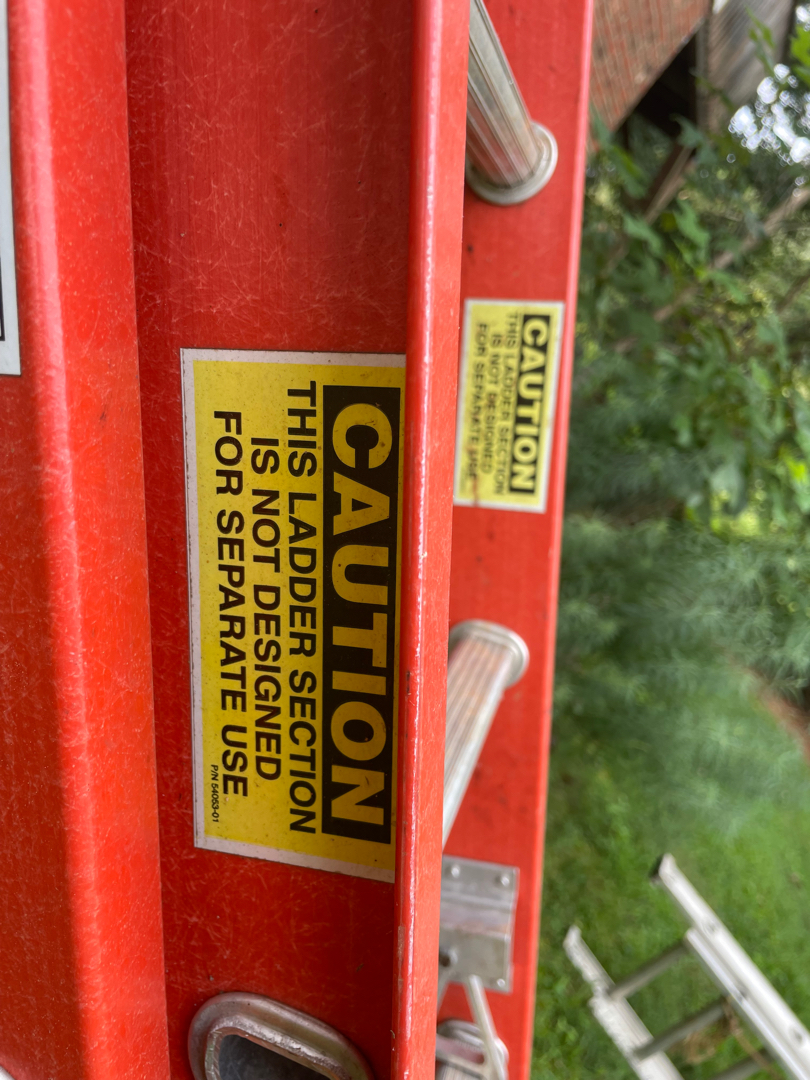 CAUTION
THIS LADDER SECTION
IS NOT DESIGNED
FOR SEPARATE USE
P/N 54053-01
CAUTION
THIS LADDER SECTION
IS NOT DESIGNED
FOR SEPARATE USE